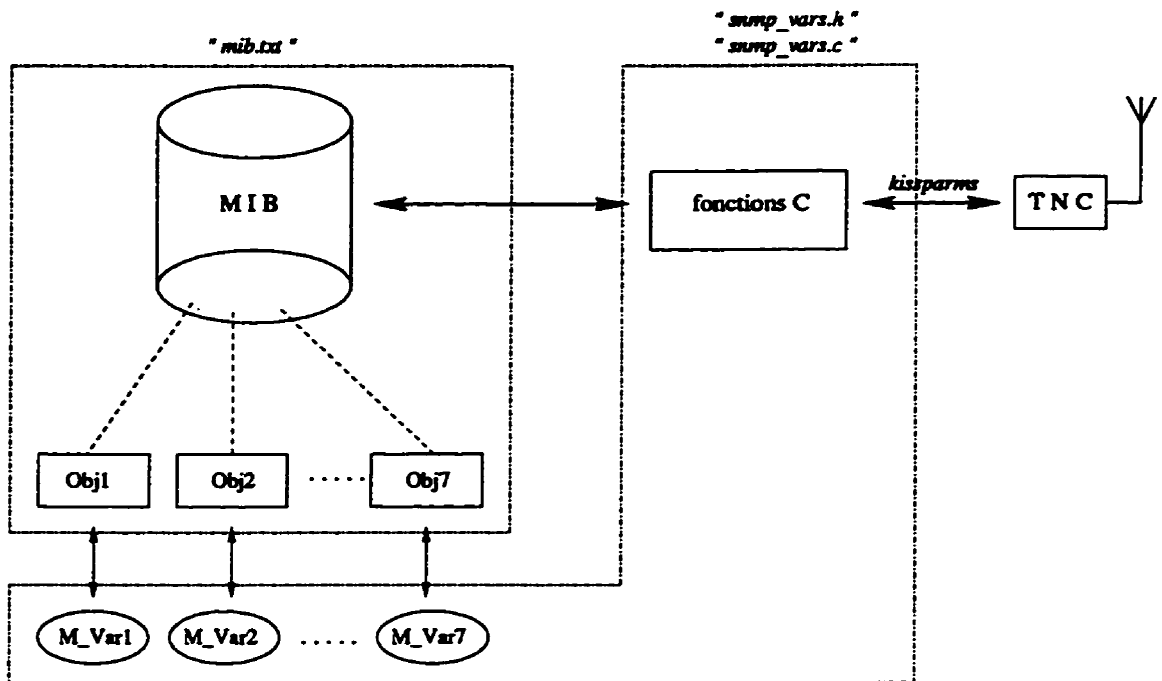 " snmp_vars.h "
" mib.txt "
" snmp_vars.c "
M I B
fonctions C
kissparms
T N C
Obj1
Obj2
. . . . .
Obj7
M_Var1
M_Var2
. . . . .
M_Var7